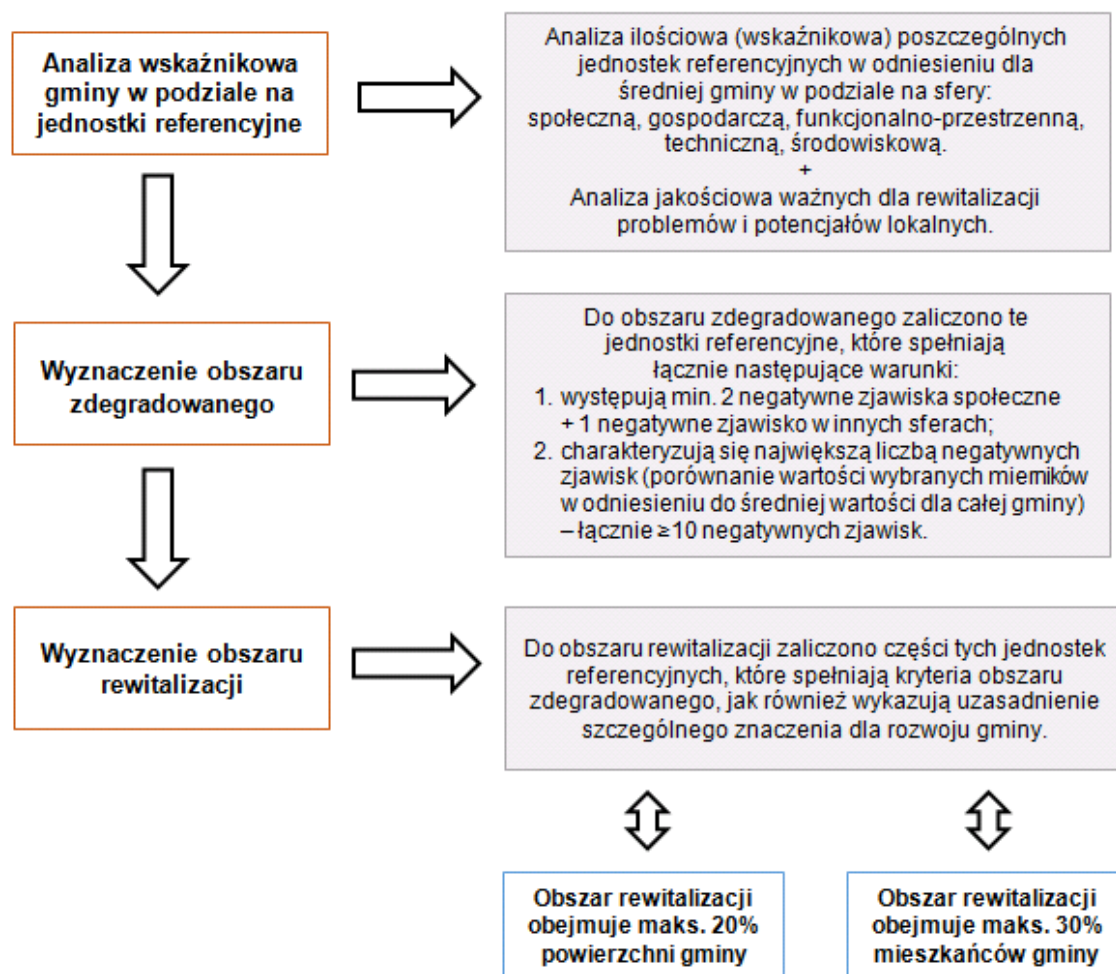 Analiza wskaźnikowa
gminy w podziale na
jednostki referencyjne
Analiza ilościowa (wskaźnikowa) poszczególnych
jednostek referencyjnych w odniesieniu dla
średniej gminy w podziale na sfery:
społeczną, gospodarczą, funkcjonalno-przestrzenną,
techniczną, środowiskową.
+
Analiza jakościowa ważnych dla rewitalizacji
problemów i potencjałów lokalnych.
Wyznaczenie obszaru
zdegradowanego
Do obszaru zdegradowanego zaliczono te
jednostki referencyjne, które spełniają
łącznie następujące warunki:
1. występują min. 2 negatywne zjawiska społeczne
+ 1 negatywne zjawisko w innych sferach;
2. charakteryzują się największą liczbą negatywnych
zjawisk (porównanie wartości wybranych mierników
w odniesieniu do średniej wartości dla całej gminy)
– łącznie ≥10 negatywnych zjawisk.
Wyznaczenie obszaru
rewitalizacji
Do obszaru rewitalizacji zaliczono części tych jednostek
referencyjnych, które spełniają kryteria obszaru
zdegradowanego, jak również wykazują uzasadnienie
szczególnego znaczenia dla rozwoju gminy.
Obszar rewitalizacji
obejmuje maks. 20%
powierzchni gminy
Obszar rewitalizacji
obejmuje maks. 30%
mieszkańców gminy